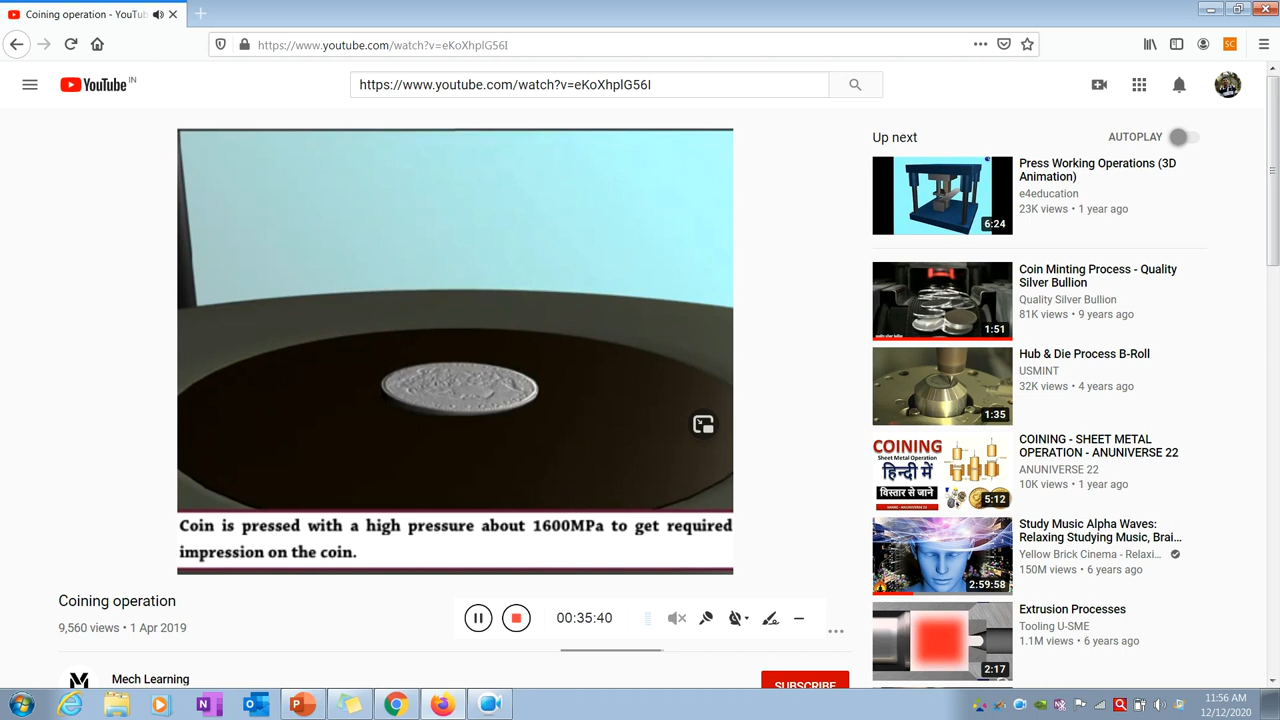 Coining operation - YouTub
https://www.youtube.com/watch?v=eKoXhplG56I
SC
YouTube IN
https://www.youtube.com/watch?v=eKoXhplG56I
Coin is pressed with a high pressure about 1600MPa to get required
impression on the coin.
Coining operation
9,560 views • 1 Apr 2019
00:35:40
Mech Learning
SUBSCRIBE
Up next
AUTOPLAY
6:24
Press Working Operations (3D
Animation)
e4education
23K views • 1 year ago
1:51
Coin Minting Process - Quality
Silver Bullion
Quality Silver Bullion
81K views • 9 years ago
1:35
Hub & Die Process B-Roll
USMINT
32K views • 4 years ago
COINING
Sheet Metal Operation
हिन्दी में
विस्तार से जाने
5:12
COINING - SHEET METAL
OPERATION - ANUNIVERSE 22
ANUNIVERSE 22
10K views • 1 year ago
2:59:58
Study Music Alpha Waves:
Relaxing Studying Music, Brai...
Yellow Brick Cinema - Relaxi...
150M views • 6 years ago
2:17
Extrusion Processes
Tooling U-SME
1.1M views • 6 years ago
11:56 AM
12/12/2020